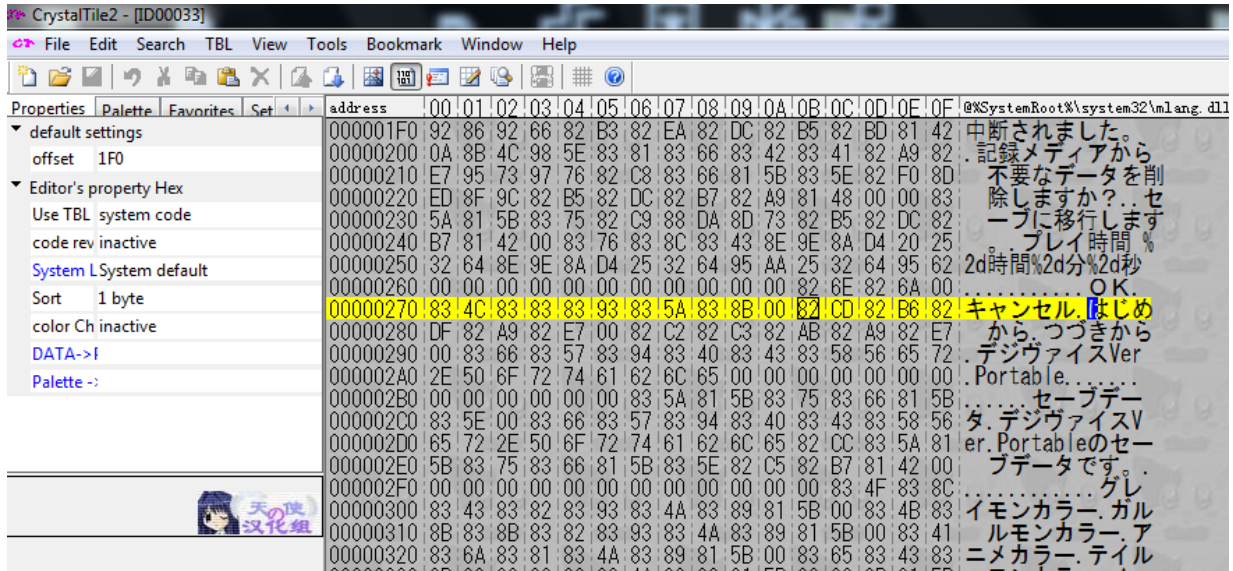 CrystalTile2 - [ID00033]
CT File Edit Search TBL View Tools Bookmark Window Help
Properties Palette Favorites Set
default settings
offset 1F0
Editor's property Hex
Use TBL system code
code rev inactive
System L System default
Sort 1 byte
color Ch inactive
DATA->F
Palette ->
天の使
汉化组
address 00 01 02 03 04 05 06 07 08 09 0A 0B 0C 0D 0E 0F @%SystemRoot%\system32\mlang.dll
000001F0 92 86 92 66 82 B3 82 EA 82 DC 82 B5 82 BD 81 42 中断されました。
00000200 0A 8B 4C 98 5E 83 81 83 66 83 42 83 41 82 A9 82 .記録メディアから
00000210 E7 95 73 97 76 82 C8 83 66 81 5B 83 5E 82 F0 8D 不要なデータを削
00000220 ED 8F 9C 82 B5 82 DC 82 B7 82 A9 81 48 00 00 83 除しますか？..セ
00000230 5A 81 5B 83 75 82 C9 88 DA 8D 73 82 B5 82 DC 82 ーブに移行します
00000240 B7 81 42 00 83 76 83 8C 83 43 8E 9E 8A D4 20 25 。.プレイ時間 %
00000250 32 64 8E 9E 8A D4 25 32 64 95 AA 25 32 64 95 62 2d時間%2d分%2d秒
00000260 00 00 00 00 00 00 00 00 00 00 00 82 6E 82 6A 00 ...........ＯＫ.
00000270 83 4C 83 83 83 93 83 5A 83 8B 00 82 CD 82 B6 82 キャンセル.はじめ
00000280 DF 82 A9 82 E7 00 82 C2 82 C3 82 AB 82 A9 82 E7 から.つづきから
00000290 00 83 66 83 57 83 94 83 40 83 43 83 58 56 65 72 .デジヴァイスVer
000002A0 2E 50 6F 72 74 61 62 6C 65 00 00 00 00 00 00 00 .Portable.......
000002B0 00 00 00 00 00 00 83 5A 81 5B 83 75 83 66 81 5B ......セーブデー
000002C0 83 5E 00 83 66 83 57 83 94 83 40 83 43 83 58 56 タ.デジヴァイスV
000002D0 65 72 2E 50 6F 72 74 61 62 6C 65 82 CC 83 5A 81 er.Portableのセー
000002E0 5B 83 75 83 66 81 5B 83 5E 82 C5 82 B7 81 42 00 ブデータです。.
000002F0 00 00 00 00 00 00 00 00 00 00 00 00 83 4F 83 8C ............グレ
00000300 83 43 83 82 83 93 83 4A 83 89 81 5B 00 83 4B 83 イモンカラー.ガル
00000310 8B 83 8B 83 82 83 93 83 4A 83 89 81 5B 00 83 41 ルモンカラー.ア
00000320 83 6A 83 81 83 4A 83 89 81 5B 00 83 65 83 43 83 ニメカラー.テイル